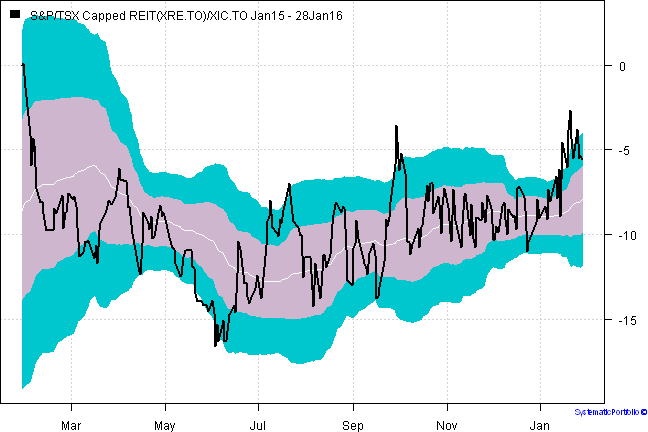 S&P/TSX Capped REIT(XRE.TO)/XIC.TO Jan15 - 28Jan16
0
-5
-10
-15
Mar May Jul Sep Nov Jan
SystematicPortfolio ©